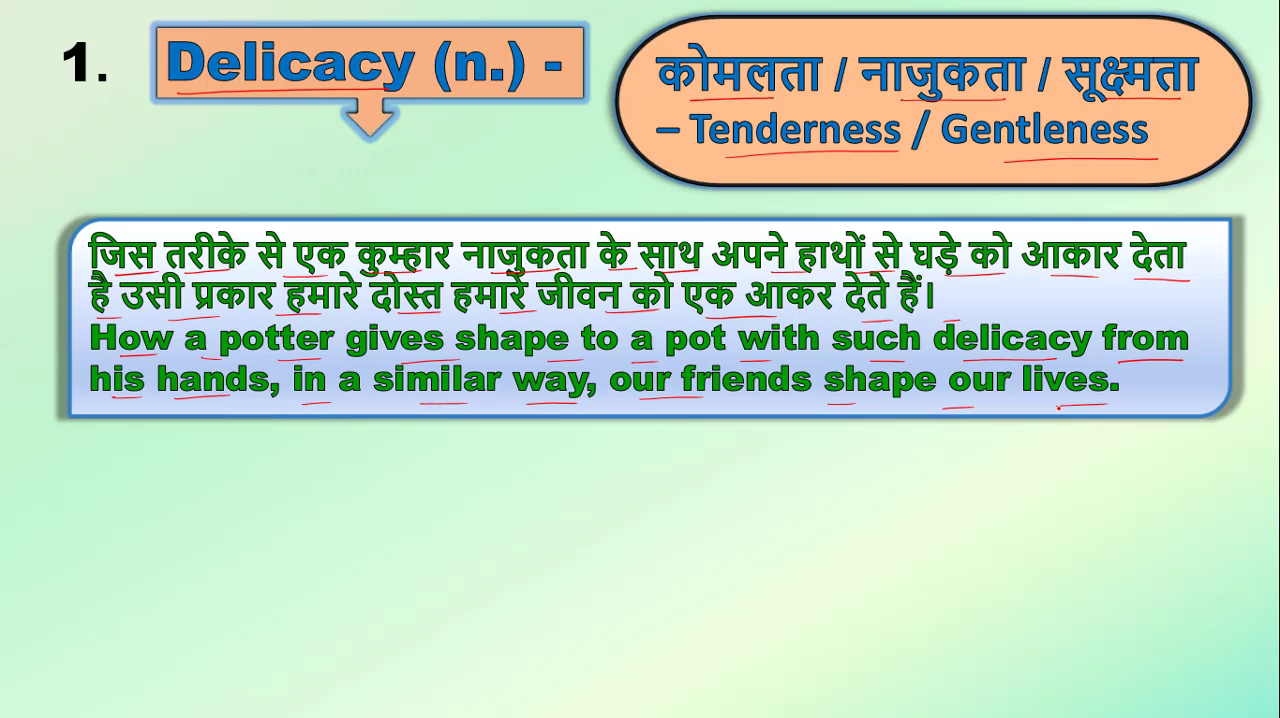 1. Delicacy (n.) -
कोमलता / नाजुकता / सूक्ष्मता
– Tenderness / Gentleness
जिस तरीके से एक कुम्हार नाजुकता के साथ अपने हाथों से घड़े को आकार देता
है उसी प्रकार हमारे दोस्त हमारे जीवन को एक आकर देते हैं।
How a potter gives shape to a pot with such delicacy from
his hands, in a similar way, our friends shape our lives.